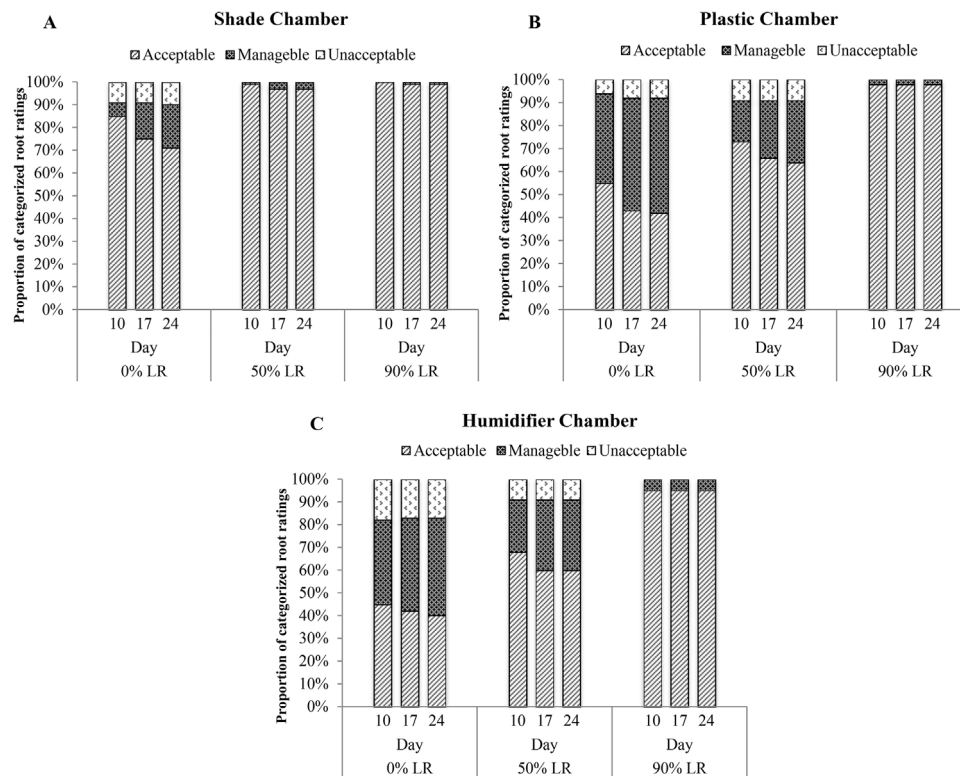 A
Shade Chamber
Acceptable Manageble Unacceptable
Proportion of categorized root ratings
100%
90%
80%
70%
60%
50%
40%
30%
20%
10%
0%
10 17 24 10 17 24 10 17 24
Day Day Day
0% LR 50% LR 90% LR
B
Plastic Chamber
Acceptable Manageble Unacceptable
Proportion of categorized root ratings
100%
90%
80%
70%
60%
50%
40%
30%
20%
10%
0%
10 17 24 10 17 24 10 17 24
Day Day Day
0% LR 50% LR 90% LR
C
Humidifier Chamber
Acceptable Manageble Unacceptable
Proportion of categorized root ratings
100%
90%
80%
70%
60%
50%
40%
30%
20%
10%
0%
10 17 24 10 17 24 10 17 24
Day Day Day
0% LR 50% LR 90% LR